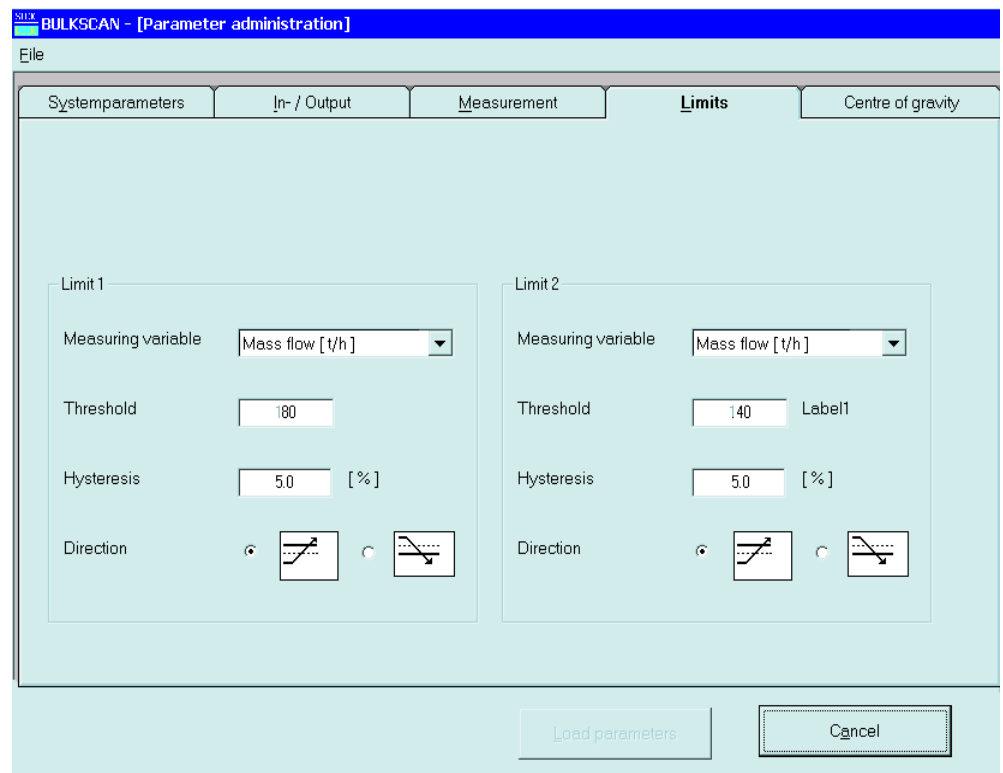 SICK BULKSCAN - [Parameter administration]
File
Systemparameters In- / Output Measurement Limits Centre of gravity
Limit 1 Limit 2
Measuring variable Mass flow [ t/h ] Measuring variable Mass flow [ t/h ]
Threshold 180 Threshold 140 Label1
Hysteresis 5.0 [ % ] Hysteresis 5.0 [ % ]
Direction Direction
Load parameters Cancel